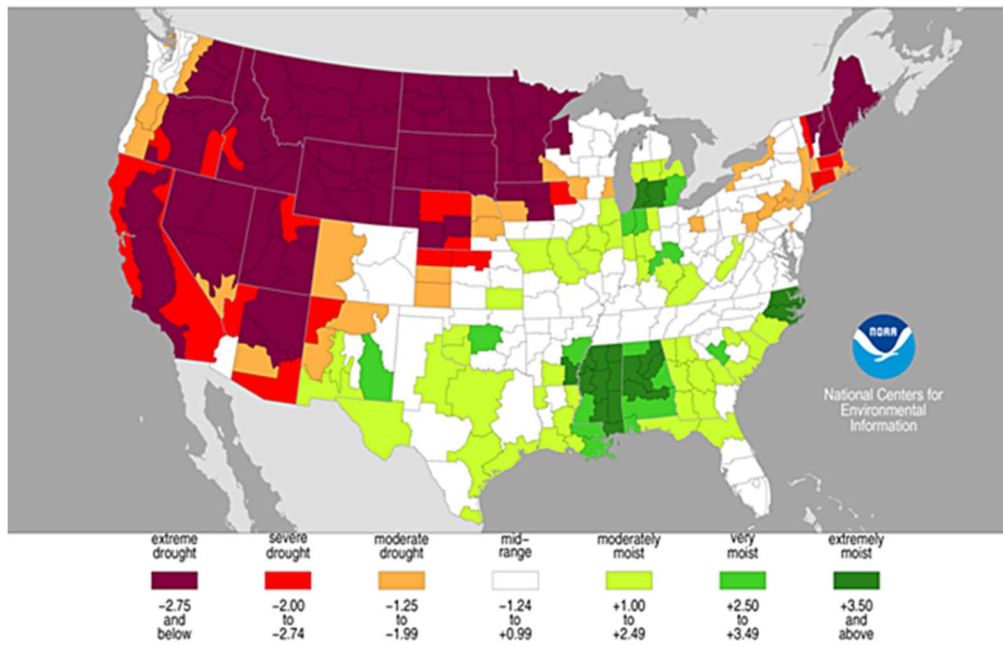 NOAA
National Centers for
Environmental
Information
extreme drought
severe drought
moderate drought
mid-range
moderately moist
very moist
extremely moist
−2.75 and below
−2.00 to −2.74
−1.25 to −1.99
−1.24 to +0.99
+1.00 to +2.49
+2.50 to +3.49
+3.50 and above